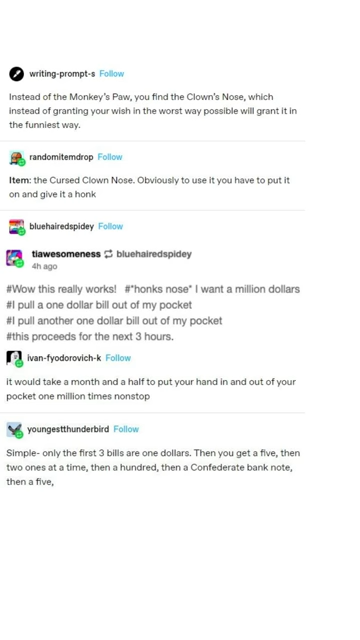 writing-prompt-s Follow
Instead of the Monkey's Paw, you find the Clown's Nose, which
instead of granting your wish in the worst way possible will grant it in
the funniest way.
randomitemdrop Follow
Item: the Cursed Clown Nose. Obviously to use it you have to put it
on and give it a honk
bluehairedspidey Follow
tiawesomeness bluehairedspidey
4h ago
#Wow this really works! #*honks nose* I want a million dollars
#I pull a one dollar bill out of my pocket
#I pull another one dollar bill out of my pocket
#this proceeds for the next 3 hours.
ivan-fyodorovich-k Follow
it would take a month and a half to put your hand in and out of your
pocket one million times nonstop
youngestthunderbird Follow
Simple- only the first 3 bills are one dollars. Then you get a five, then
two ones at a time, then a hundred, then a Confederate bank note,
then a five,